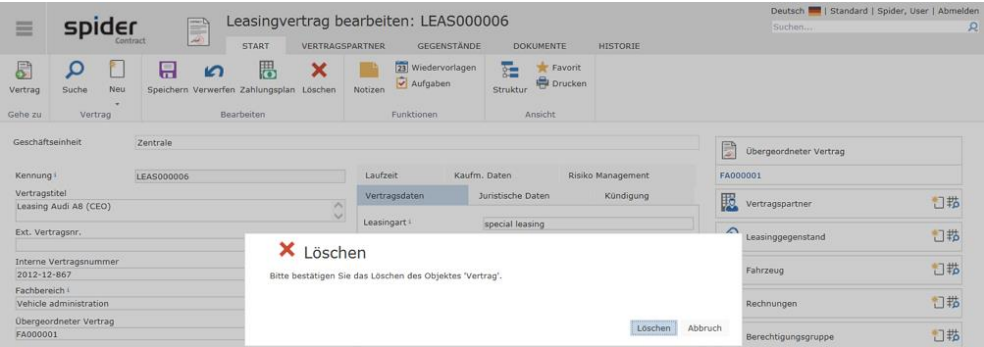 Deutsch | Standard | Spider, User | Abmelden
spider
Contract
Leasingvertrag bearbeiten: LEAS000006
Suchen...
START VERTRAGSPARTNER GEGENSTÄNDE DOKUMENTE HISTORIE
Vertrag Suche Neu Speichern Verwerfen Zahlungsplan Löschen Notizen Wiedervorlagen Aufgaben Struktur Favorit Drucken
Gehe zu Vertrag Bearbeiten Funktionen Ansicht
Geschäftseinheit Zentrale
Übergeordneter Vertrag
FA000001
Kennung i LEAS000006
Laufzeit Kaufm. Daten Risiko Management
Vertragsdaten Juristische Daten Kündigung
Vertragstitel
Leasing Audi A8 (CEO)
Vertragspartner
Leasingart i special leasing
Ext. Vertragsnr.
Leasinggegenstand
Löschen
Bitte bestätigen Sie das Löschen des Objektes 'Vertrag'.
Löschen Abbruch
Interne Vertragsnummer
2012-12-867
Fahrzeug
Fachbereich i
Vehicle administration
Rechnungen
Übergeordneter Vertrag
FA000001
Berechtigungsgruppe